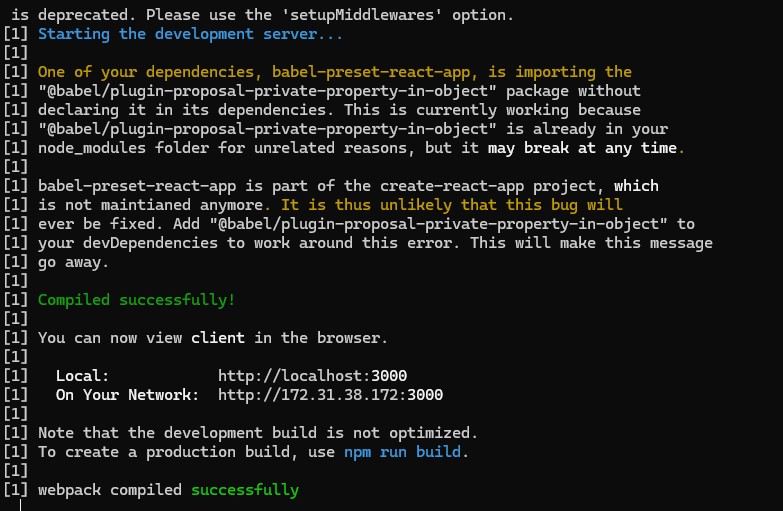 is deprecated. Please use the 'setupMiddlewares' option.
[1] Starting the development server...
[1]
[1] One of your dependencies, babel-preset-react-app, is importing the
[1] "@babel/plugin-proposal-private-property-in-object" package without
[1] declaring it in its dependencies. This is currently working because
[1] "@babel/plugin-proposal-private-property-in-object" is already in your
[1] node_modules folder for unrelated reasons, but it may break at any time.
[1]
[1] babel-preset-react-app is part of the create-react-app project, which
[1] is not maintianed anymore. It is thus unlikely that this bug will
[1] ever be fixed. Add "@babel/plugin-proposal-private-property-in-object" to
[1] your devDependencies to work around this error. This will make this message
[1] go away.
[1]
[1] Compiled successfully!
[1]
[1] You can now view client in the browser.
[1]
[1]   Local:            http://localhost:3000
[1]   On Your Network:  http://172.31.38.172:3000
[1]
[1] Note that the development build is not optimized.
[1] To create a production build, use npm run build.
[1]
[1] webpack compiled successfully